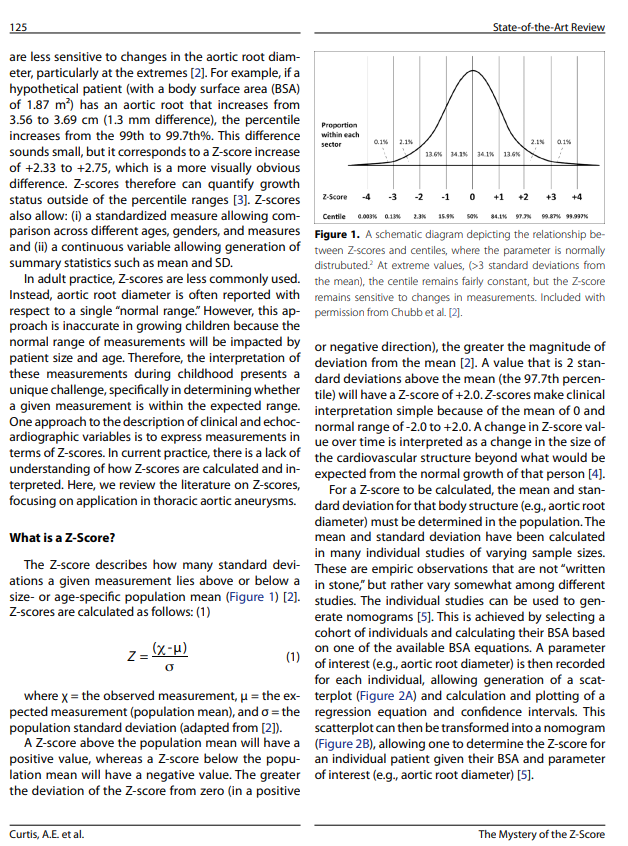 125
State-of-the-Art Review
are less sensitive to changes in the aortic root diam-
eter, particularly at the extremes [2]. For example, if a
hypothetical patient (with a body surface area (BSA)
of 1.87 m²) has an aortic root that increases from
3.56 to 3.69 cm (1.3 mm difference), the percentile
increases from the 99th to 99.7th%. This difference
sounds small, but it corresponds to a Z-score increase
of +2.33 to +2.75, which is a more visually obvious
difference. Z-scores therefore can quantify growth
status outside of the percentile ranges [3]. Z-scores
also allow: (i) a standardized measure allowing com-
parison across different ages, genders, and measures
and (ii) a continuous variable allowing generation of
summary statistics such as mean and SD.
In adult practice, Z-scores are less commonly used.
Instead, aortic root diameter is often reported with
respect to a single “normal range.” However, this ap-
proach is inaccurate in growing children because the
normal range of measurements will be impacted by
patient size and age. Therefore, the interpretation of
these measurements during childhood presents a
unique challenge, specifically in determining whether
a given measurement is within the expected range.
One approach to the description of clinical and echoc-
ardiographic variables is to express measurements in
terms of Z-scores. In current practice, there is a lack of
understanding of how Z-scores are calculated and in-
terpreted. Here, we review the literature on Z-scores,
focusing on application in thoracic aortic aneurysms.
What is a Z-Score?
The Z-Score describes how many standard devi-
ations a given measurement lies above or below a
size- or age-specific population mean (Figure 1) [2].
Z-scores are calculated as follows: (1)
Z = (χ-μ) / σ (1)
where χ = the observed measurement, μ = the ex-
pected measurement (population mean), and σ = the
population standard deviation (adapted from [2]).
A Z-Score above the population mean will have a
positive value, whereas a Z-score below the popu-
lation mean will have a negative value. The greater
the deviation of the Z-score from zero (in a positive
Proportion
within each
sector
0.1% 2.1% 13.6% 34.1% 34.1% 13.6% 2.1% 0.1%
Z-Score -4 -3 -2 -1 0 +1 +2 +3 +4
Centile 0.003% 0.13% 2.3% 15.9% 50% 84.1% 97.7% 99.87% 99.997%
Figure 1. A schematic diagram depicting the relationship be-
tween Z-scores and centiles, where the parameter is normally
distrubuted.² At extreme values, (>3 standard deviations from
the mean), the centile remains fairly constant, but the Z-score
remains sensitive to changes in measurements. Included with
permission from Chubb et al. [2].
or negative direction), the greater the magnitude of
deviation from the mean [2]. A value that is 2 stan-
dard deviations above the mean (the 97.7th percen-
tile) will have a Z-score of +2.0. Z-scores make clinical
interpretation simple because of the mean of 0 and
normal range of -2.0 to +2.0. A change in Z-score val-
ue over time is interpreted as a change in the size of
the cardiovascular structure beyond what would be
expected from the normal growth of that person [4].
For a Z-score to be calculated, the mean and stan-
dard deviation for that body structure (e.g., aortic root
diameter) must be determined in the population. The
mean and standard deviation have been calculated
in many individual studies of varying sample sizes.
These are empiric observations that are not “written
in stone,” but rather vary somewhat among different
studies. The individual studies can be used to gen-
erate nomograms [5]. This is achieved by selecting a
cohort of individuals and calculating their BSA based
on one of the available BSA equations. A parameter
of interest (e.g., aortic root diameter) is then recorded
for each individual, allowing generation of a scat-
terplot (Figure 2A) and calculation and plotting of a
regression equation and confidence intervals. This
scatterplot can then be transformed into a nomogram
(Figure 2B), allowing one to determine the Z-score for
an individual patient given their BSA and parameter
of interest (e.g., aortic root diameter) [5].
Curtis, A.E. et al.
The Mystery of the Z-Score